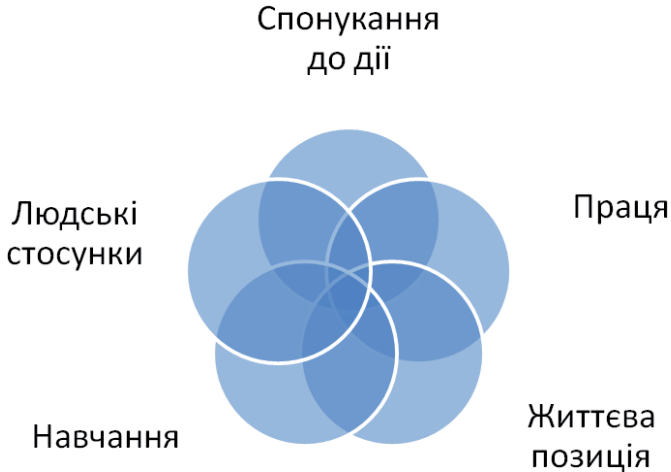 Спонукання
до дії
Людські
стосунки
Праця
Навчання
Життєва
позиція